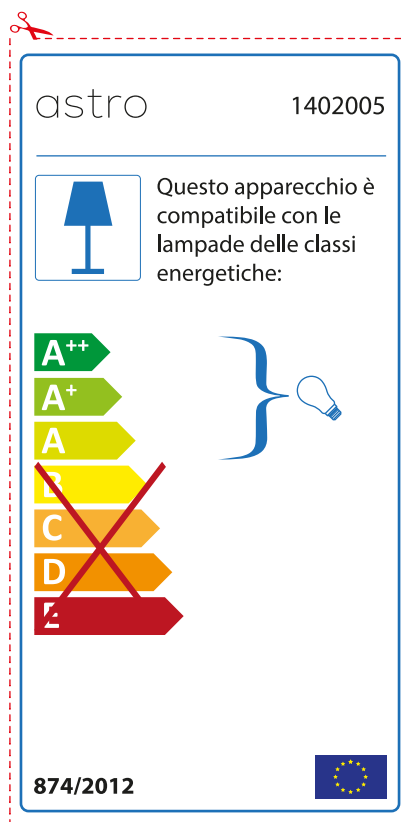 astro 1402005
Questo apparecchio è
compatibile con le
lampade delle classi
energetiche:
A++
A+
A
B
C
D
E
874/2012